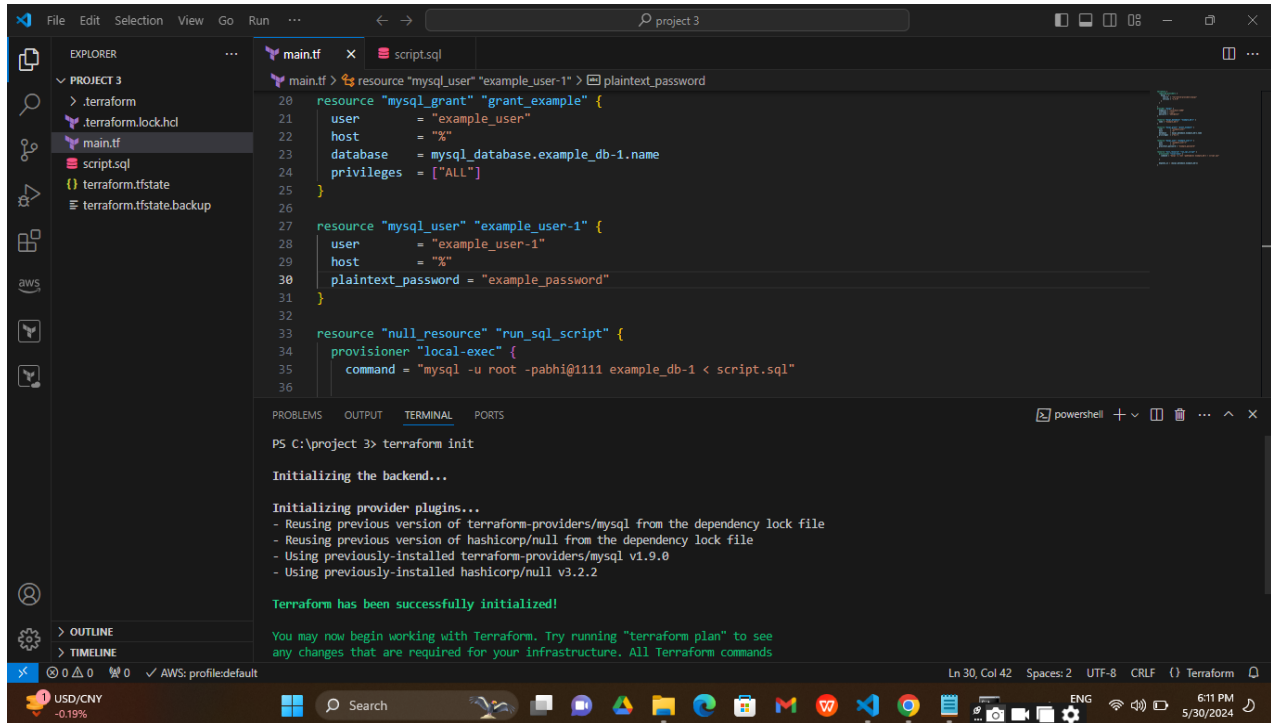 File Edit Selection View Go Run ···
project 3
EXPLORER
PROJECT 3
.terraform
.terraform.lock.hcl
main.tf
script.sql
terraform.tfstate
terraform.tfstate.backup
OUTLINE
TIMELINE
main.tf
script.sql
main.tf > resource "mysql_user" "example_user-1" > plaintext_password
20 resource "mysql_grant" "grant_example" {
21 user = "example_user"
22 host = "%"
23 database = mysql_database.example_db-1.name
24 privileges = ["ALL"]
25 }
26
27 resource "mysql_user" "example_user-1" {
28 user = "example_user-1"
29 host = "%"
30 plaintext_password = "example_password"
31 }
32
33 resource "null_resource" "run_sql_script" {
34 provisioner "local-exec" {
35 command = "mysql -u root -pabhi@1111 example_db-1 < script.sql"
36
PROBLEMS OUTPUT TERMINAL PORTS
powershell
PS C:\project 3> terraform init
Initializing the backend...
Initializing provider plugins...
- Reusing previous version of terraform-providers/mysql from the dependency lock file
- Reusing previous version of hashicorp/null from the dependency lock file
- Using previously-installed terraform-providers/mysql v1.9.0
- Using previously-installed hashicorp/null v3.2.2
Terraform has been successfully initialized!
You may now begin working with Terraform. Try running "terraform plan" to see
any changes that are required for your infrastructure. All Terraform commands
aws
0 0 0 AWS: profile:default
Ln 30, Col 42 Spaces: 2 UTF-8 CRLF {} Terraform
1
USD/CNY
-0.19%
Search
ENG
6:11 PM
5/30/2024